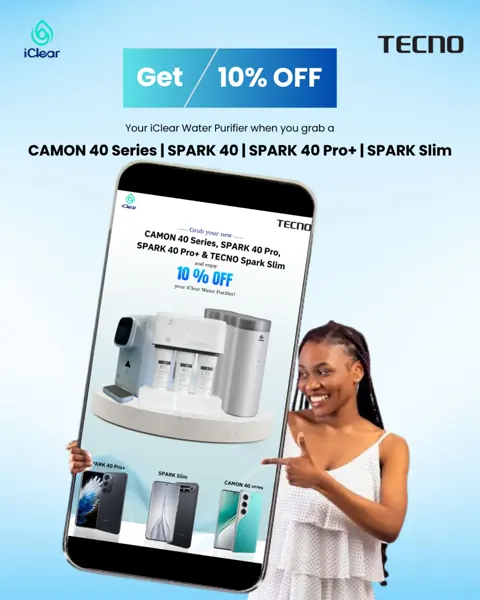 iClear
TECNO
Get / 10% OFF
Your iClear Water Purifier when you grab a
CAMON 40 Series | SPARK 40 | SPARK 40 Pro+ | SPARK Slim
iClear
TECNO
Grab your new
CAMON 40 Series, SPARK 40 Pro,
SPARK 40 Pro+ & TECNO Spark Slim
and enjoy
10 % OFF
your iClear Water Purifier!
PARK 40 Pro+
SPARK Slim
CAMON 40 series